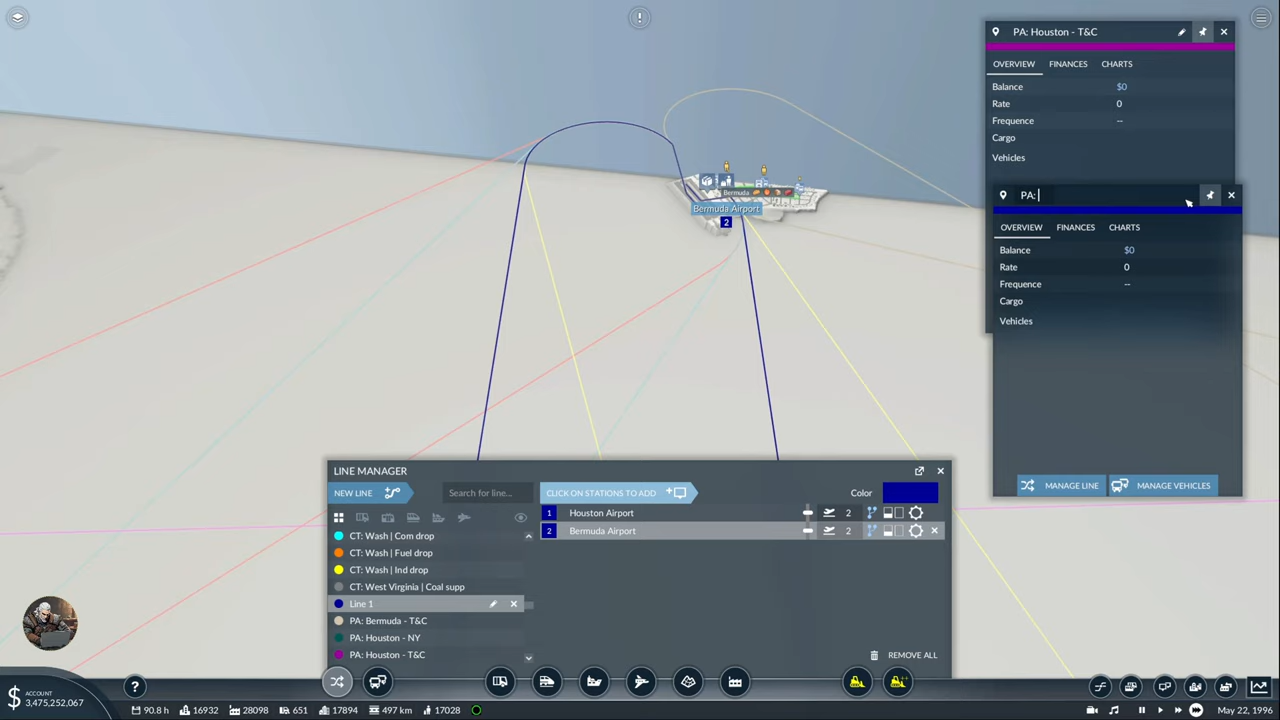 PA: Houston - T&C
OVERVIEW FINANCES CHARTS
Balance $0
Rate 0
Frequence --
Cargo
Vehicles
PA:
OVERVIEW FINANCES CHARTS
Balance $0
Rate 0
Frequence --
Cargo
Vehicles
MANAGE LINE MANAGE VEHICLES
Bermuda
Bermuda Airport
2
LINE MANAGER
NEW LINE Search for line... CLICK ON STATIONS TO ADD Color
1 Houston Airport 2
2 Bermuda Airport 2
CT: Wash | Com drop
CT: Wash | Fuel drop
CT: Wash | Ind drop
CT: West Virginia | Coal supp
Line 1
PA: Bermuda - T&C
PA: Houston - NY
PA: Houston - T&C
REMOVE ALL
$ ACCOUNT
3,475,252,067
?
90.8 h 16932 28098 651 17894 497 km 17028 May 22, 1996